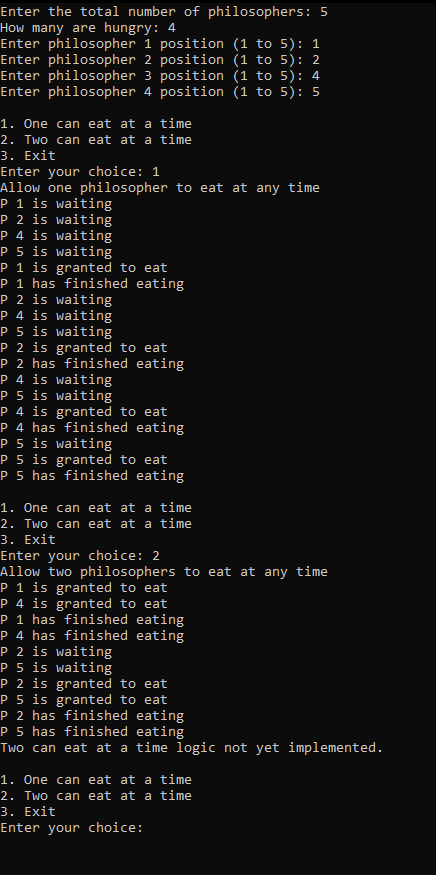 Enter the total number of philosophers: 5
How many are hungry: 4
Enter philosopher 1 position (1 to 5): 1
Enter philosopher 2 position (1 to 5): 2
Enter philosopher 3 position (1 to 5): 4
Enter philosopher 4 position (1 to 5): 5

1. One can eat at a time
2. Two can eat at a time
3. Exit
Enter your choice: 1
Allow one philosopher to eat at any time
P 1 is waiting
P 2 is waiting
P 4 is waiting
P 5 is waiting
P 1 is granted to eat
P 1 has finished eating
P 2 is waiting
P 4 is waiting
P 5 is waiting
P 2 is granted to eat
P 2 has finished eating
P 4 is waiting
P 5 is waiting
P 4 is granted to eat
P 4 has finished eating
P 5 is waiting
P 5 is granted to eat
P 5 has finished eating

1. One can eat at a time
2. Two can eat at a time
3. Exit
Enter your choice: 2
Allow two philosophers to eat at any time
P 1 is granted to eat
P 4 is granted to eat
P 1 has finished eating
P 4 has finished eating
P 2 is waiting
P 5 is waiting
P 2 is granted to eat
P 5 is granted to eat
P 2 has finished eating
P 5 has finished eating
Two can eat at a time logic not yet implemented.

1. One can eat at a time
2. Two can eat at a time
3. Exit
Enter your choice: